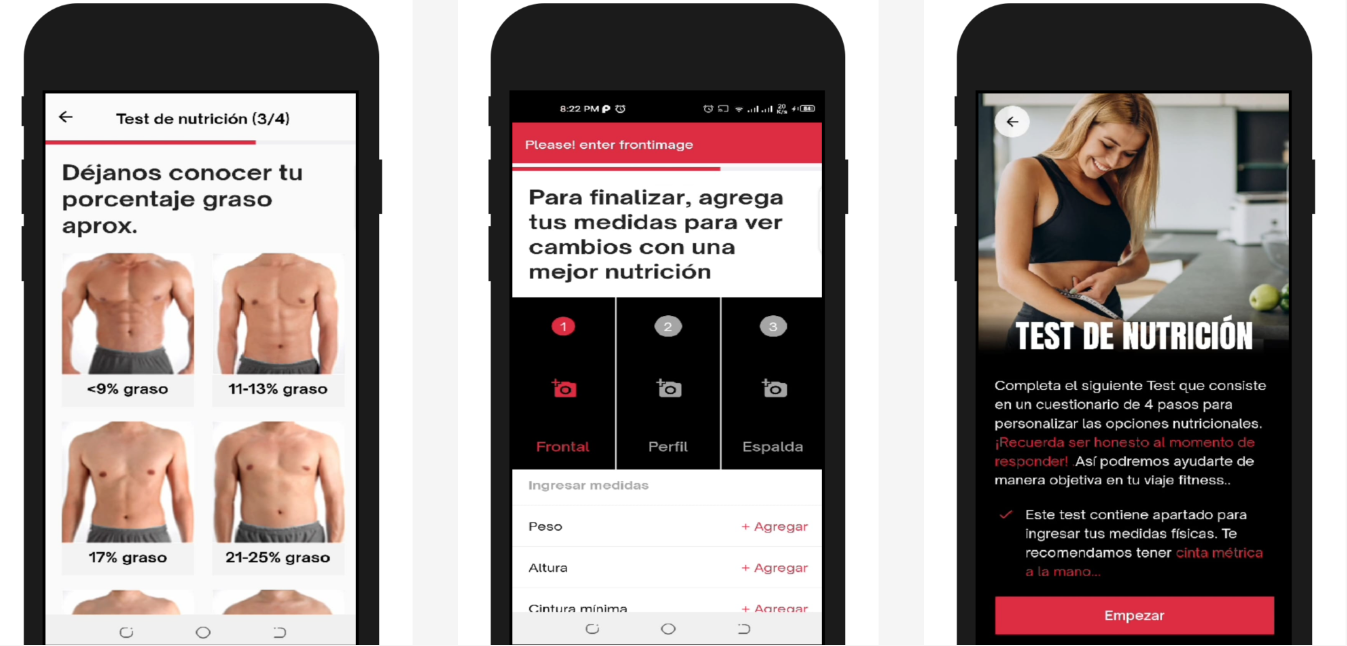 Test de nutrición (3/4)
Déjanos conocer tu
porcentaje graso
aprox.
<9% graso
11-13% graso
17% graso
21-25% graso
8:22 PM
20
K/s
84
Please! enter frontimage
Para finalizar, agrega
tus medidas para ver
cambios con una
mejor nutrición
1
2
3
Frontal
Perfil
Espalda
Ingresar medidas
Peso
+ Agregar
Altura
+ Agregar
Cintura mínima
+ Agregar
TEST DE NUTRICIÓN
Completa el siguiente Test que consiste
en un cuestionario de 4 pasos para
personalizar las opciones nutricionales.
¡Recuerda ser honesto al momento de
responder! .Así podremos ayudarte de
manera objetiva en tu viaje fitness..
Este test contiene apartado para
ingresar tus medidas físicas. Te
recomendamos tener cinta métrica
a la mano...
Empezar